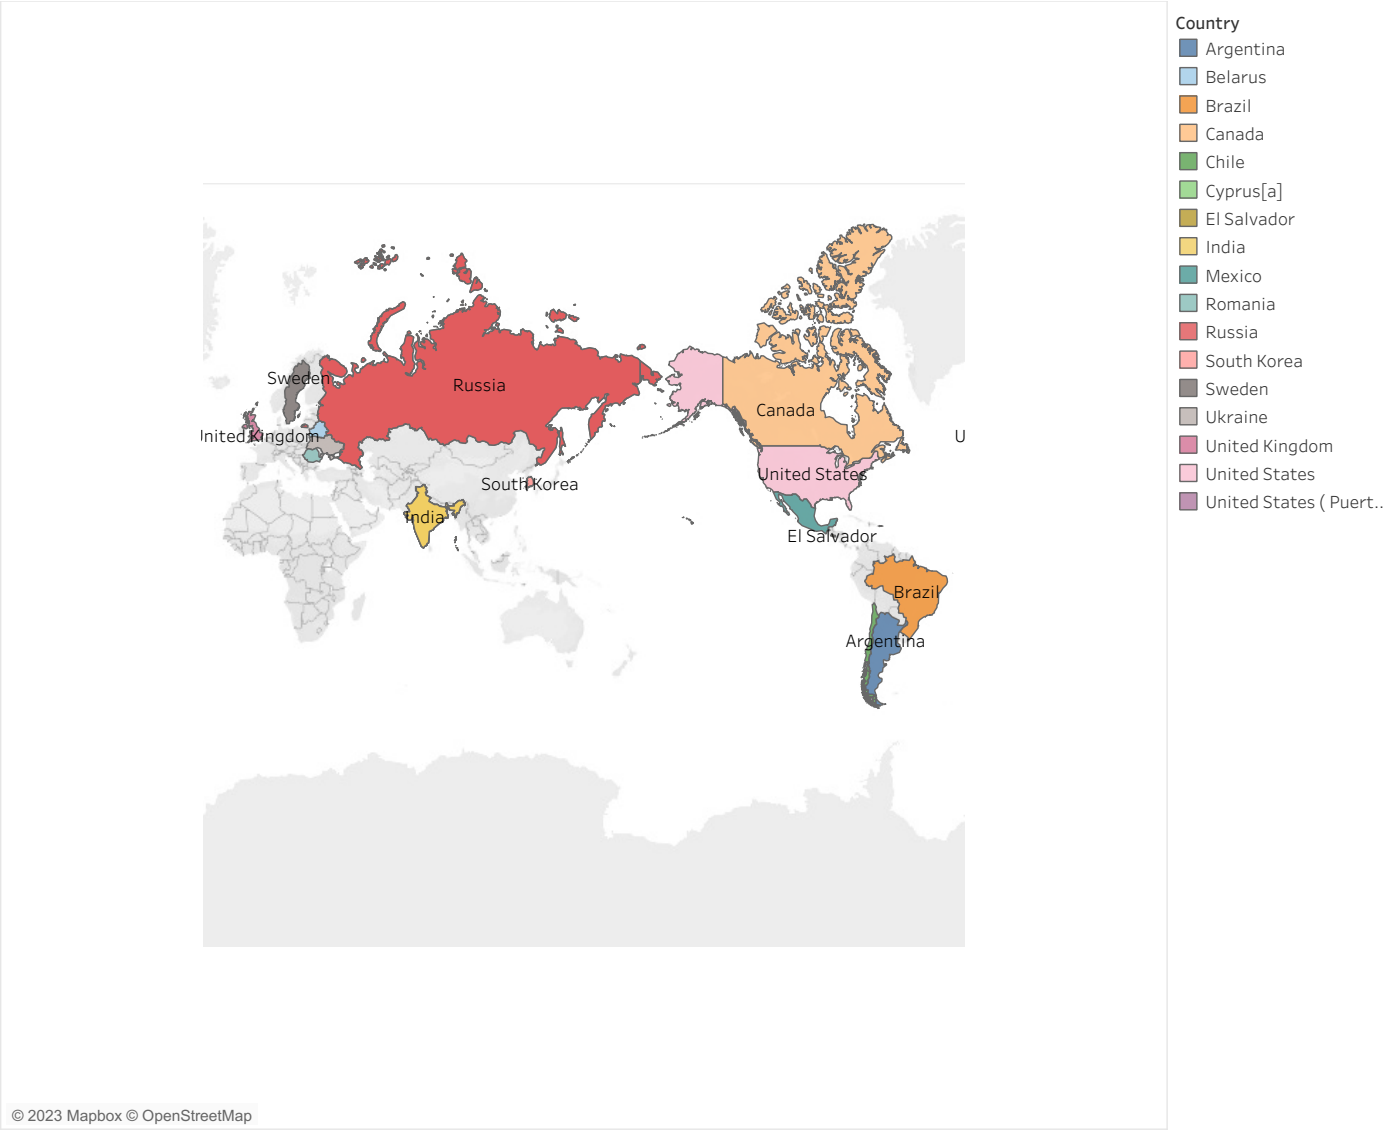 Country
Argentina
Belarus
Brazil
Canada
Chile
Cyprus[a]
El Salvador
India
Mexico
Romania
Russia
South Korea
Sweden
Ukraine
United Kingdom
United States
United States ( Puert..
Sweden
Russia
Canada
United Kingdom
U
United States
South Korea
India
El Salvador
Brazil
Argentina
© 2023 Mapbox © OpenStreetMap